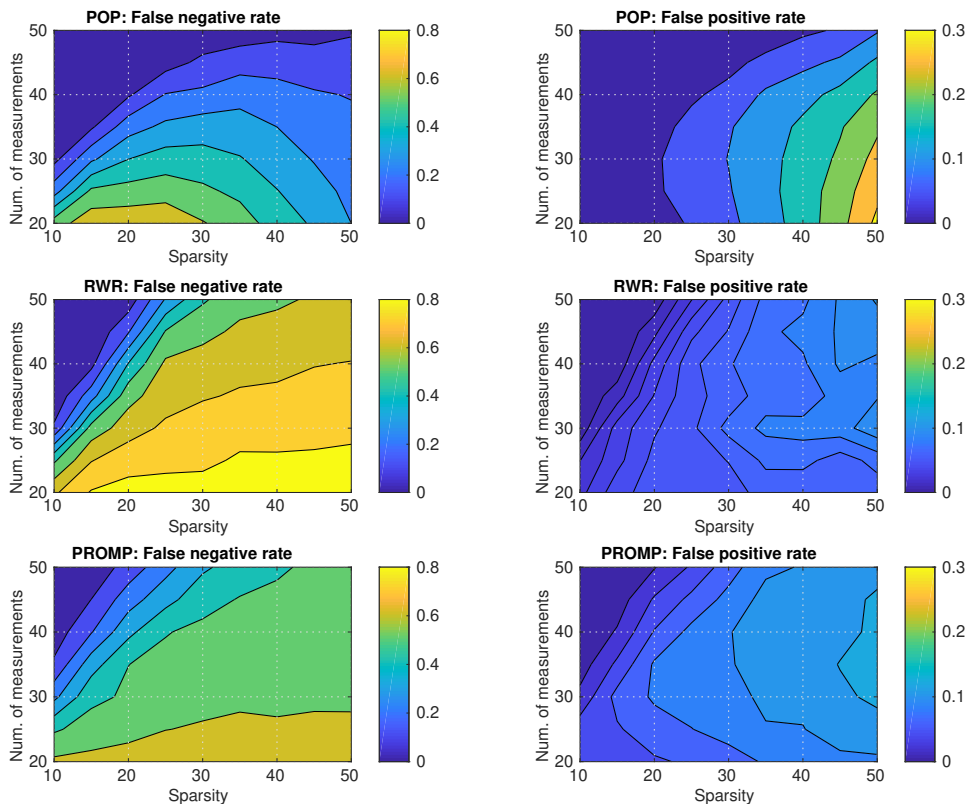 POP: False negative rate
50
40
30
20
Num. of measurements
10 20 30 40 50
Sparsity
0.8
0.6
0.4
0.2
0
POP: False positive rate
50
40
30
20
Num. of measurements
10 20 30 40 50
Sparsity
0.3
0.2
0.1
0
RWR: False negative rate
50
40
30
20
Num. of measurements
10 20 30 40 50
Sparsity
0.8
0.6
0.4
0.2
0
RWR: False positive rate
50
40
30
20
Num. of measurements
10 20 30 40 50
Sparsity
0.3
0.2
0.1
0
PROMP: False negative rate
50
40
30
20
Num. of measurements
10 20 30 40 50
Sparsity
0.8
0.6
0.4
0.2
0
PROMP: False positive rate
50
40
30
20
Num. of measurements
10 20 30 40 50
Sparsity
0.3
0.2
0.1
0